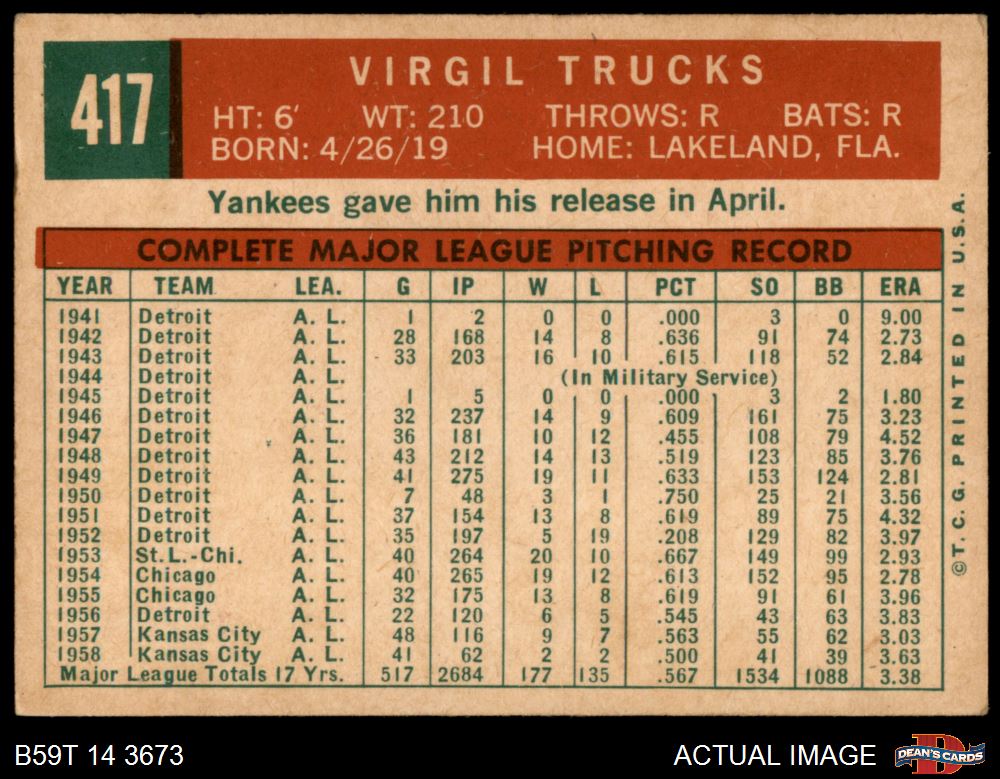 417
VIRGIL TRUCKS
HT: 6' WT: 210 THROWS: R BATS: R
BORN: 4/26/19 HOME: LAKELAND, FLA.
Yankees gave him his release in April.
COMPLETE MAJOR LEAGUE PITCHING RECORD
YEAR TEAM LEA. G IP W L PCT SO BB ERA
1941 Detroit A. L. 1 2 0 0 .000 3 0 9.00
1942 Detroit A. L. 28 168 14 8 .636 91 74 2.73
1943 Detroit A. L. 33 203 16 10 .615 118 52 2.84
1944 Detroit A. L. (In Military Service)
1945 Detroit A. L. 1 5 0 0 .000 3 2 1.80
1946 Detroit A. L. 32 237 14 9 .609 161 75 3.23
1947 Detroit A. L. 36 181 10 12 .455 108 79 4.52
1948 Detroit A. L. 43 212 14 13 .519 123 85 3.76
1949 Detroit A. L. 41 275 19 11 .633 153 124 2.81
1950 Detroit A. L. 7 48 3 1 .750 25 21 3.56
1951 Detroit A. L. 37 154 13 8 .619 89 75 4.32
1952 Detroit A. L. 35 197 5 19 .208 129 82 3.97
1953 St. L.-Chi. A. L. 40 264 20 10 .667 149 99 2.93
1954 Chicago A. L. 40 265 19 12 .613 152 95 2.78
1955 Chicago A. L. 32 175 13 8 .619 91 61 3.96
1956 Detroit A. L. 22 120 6 5 .545 43 63 3.83
1957 Kansas City A. L. 48 116 9 7 .563 55 62 3.03
1958 Kansas City A. L. 41 62 2 2 .500 41 39 3.63
Major League Totals 17 Yrs. 517 2684 177 135 .567 1534 1088 3.38
©T. C. G. PRINTED IN U.S.A.
B59T 14 3673
ACTUAL IMAGE
DEAN'S CARDS